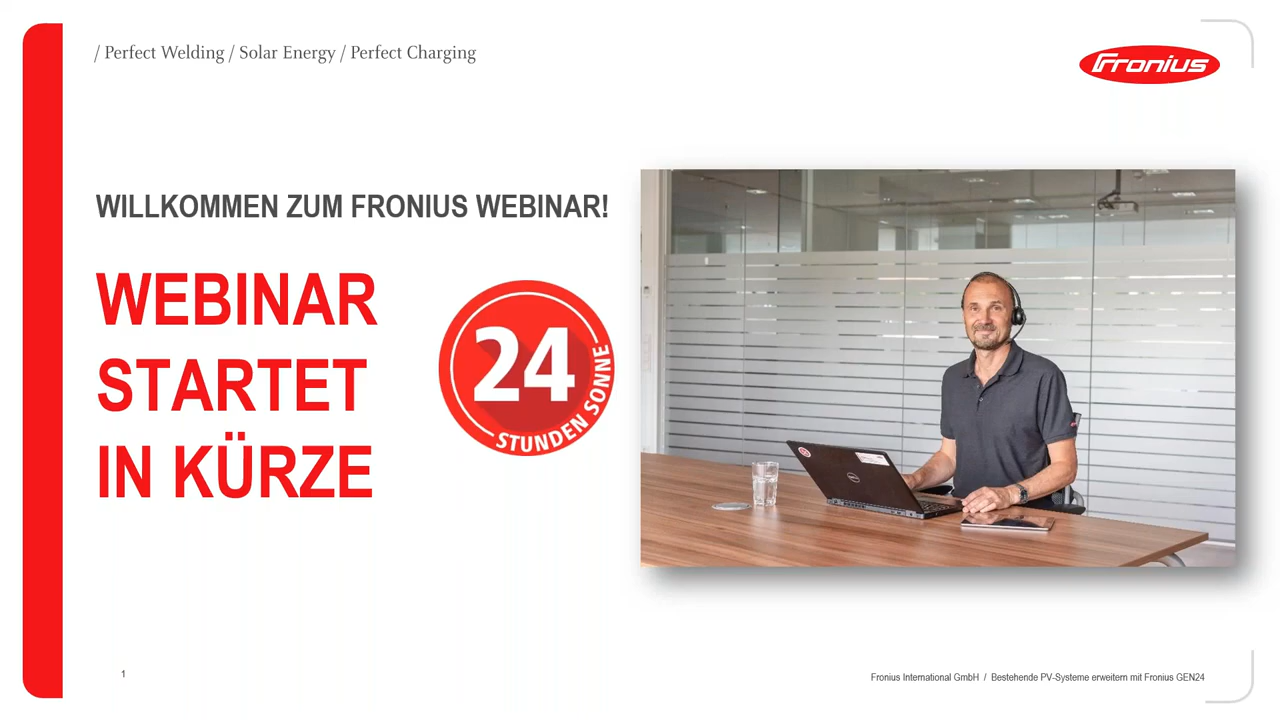 / Perfect Welding / Solar Energy / Perfect Charging
Fronius
WILLKOMMEN ZUM FRONIUS WEBINAR!
WEBINAR
STARTET
IN KÜRZE
24
STUNDEN SONNE
1
Fronius International GmbH / Bestehende PV-Systeme erweitern mit Fronius GEN24